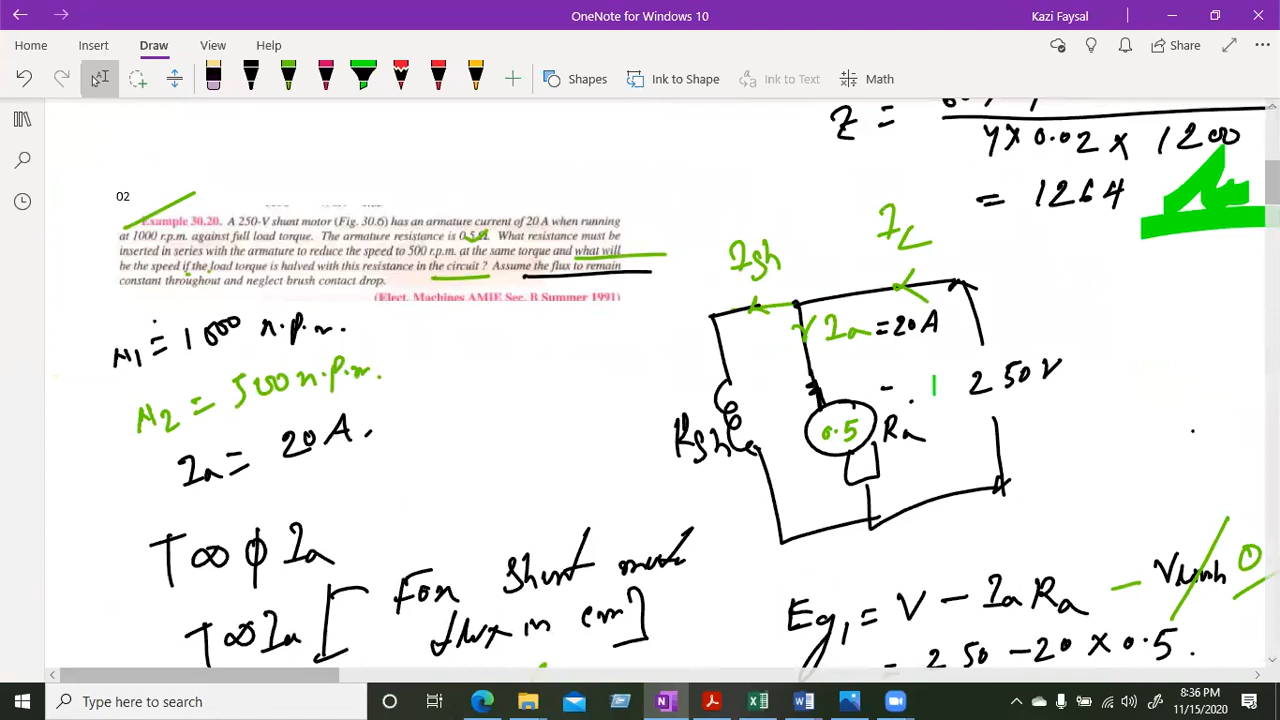 OneNote for Windows 10
Kazi Faysal
Home Insert Draw View Help
Share
Shapes Ink to Shape Ink to Text Math
Z =
4 x 0.02 x 1200
= 1264
02
Example 30.20. A 250-V shunt motor (Fig. 30.6) has an armature current of 20 A when running
at 1000 r.p.m. against full load torque. The armature resistance is 0.5 Ω. What resistance must be
inserted in series with the armature to reduce the speed to 500 r.p.m. at the same torque and what will
be the speed if the load torque is halved with this resistance in the circuit ? Assume the flux to remain
constant throughout and neglect brush contact drop.
(Elect. Machines AMIE Sec. B Summer 1991)
N1 = 1000 r.p.m.
N2 = 500 r.p.m.
Ia = 20 A.
T ∞ φ Ia
T ∞ Ia [ For Shunt
flux in
Ish
IL
Ia = 20A
250V
Rsh
0.5
Ra
Eg1 = V - Ia Ra -
0
= 250 - 20 x 0.5
Type here to search
8:36 PM
11/15/2020